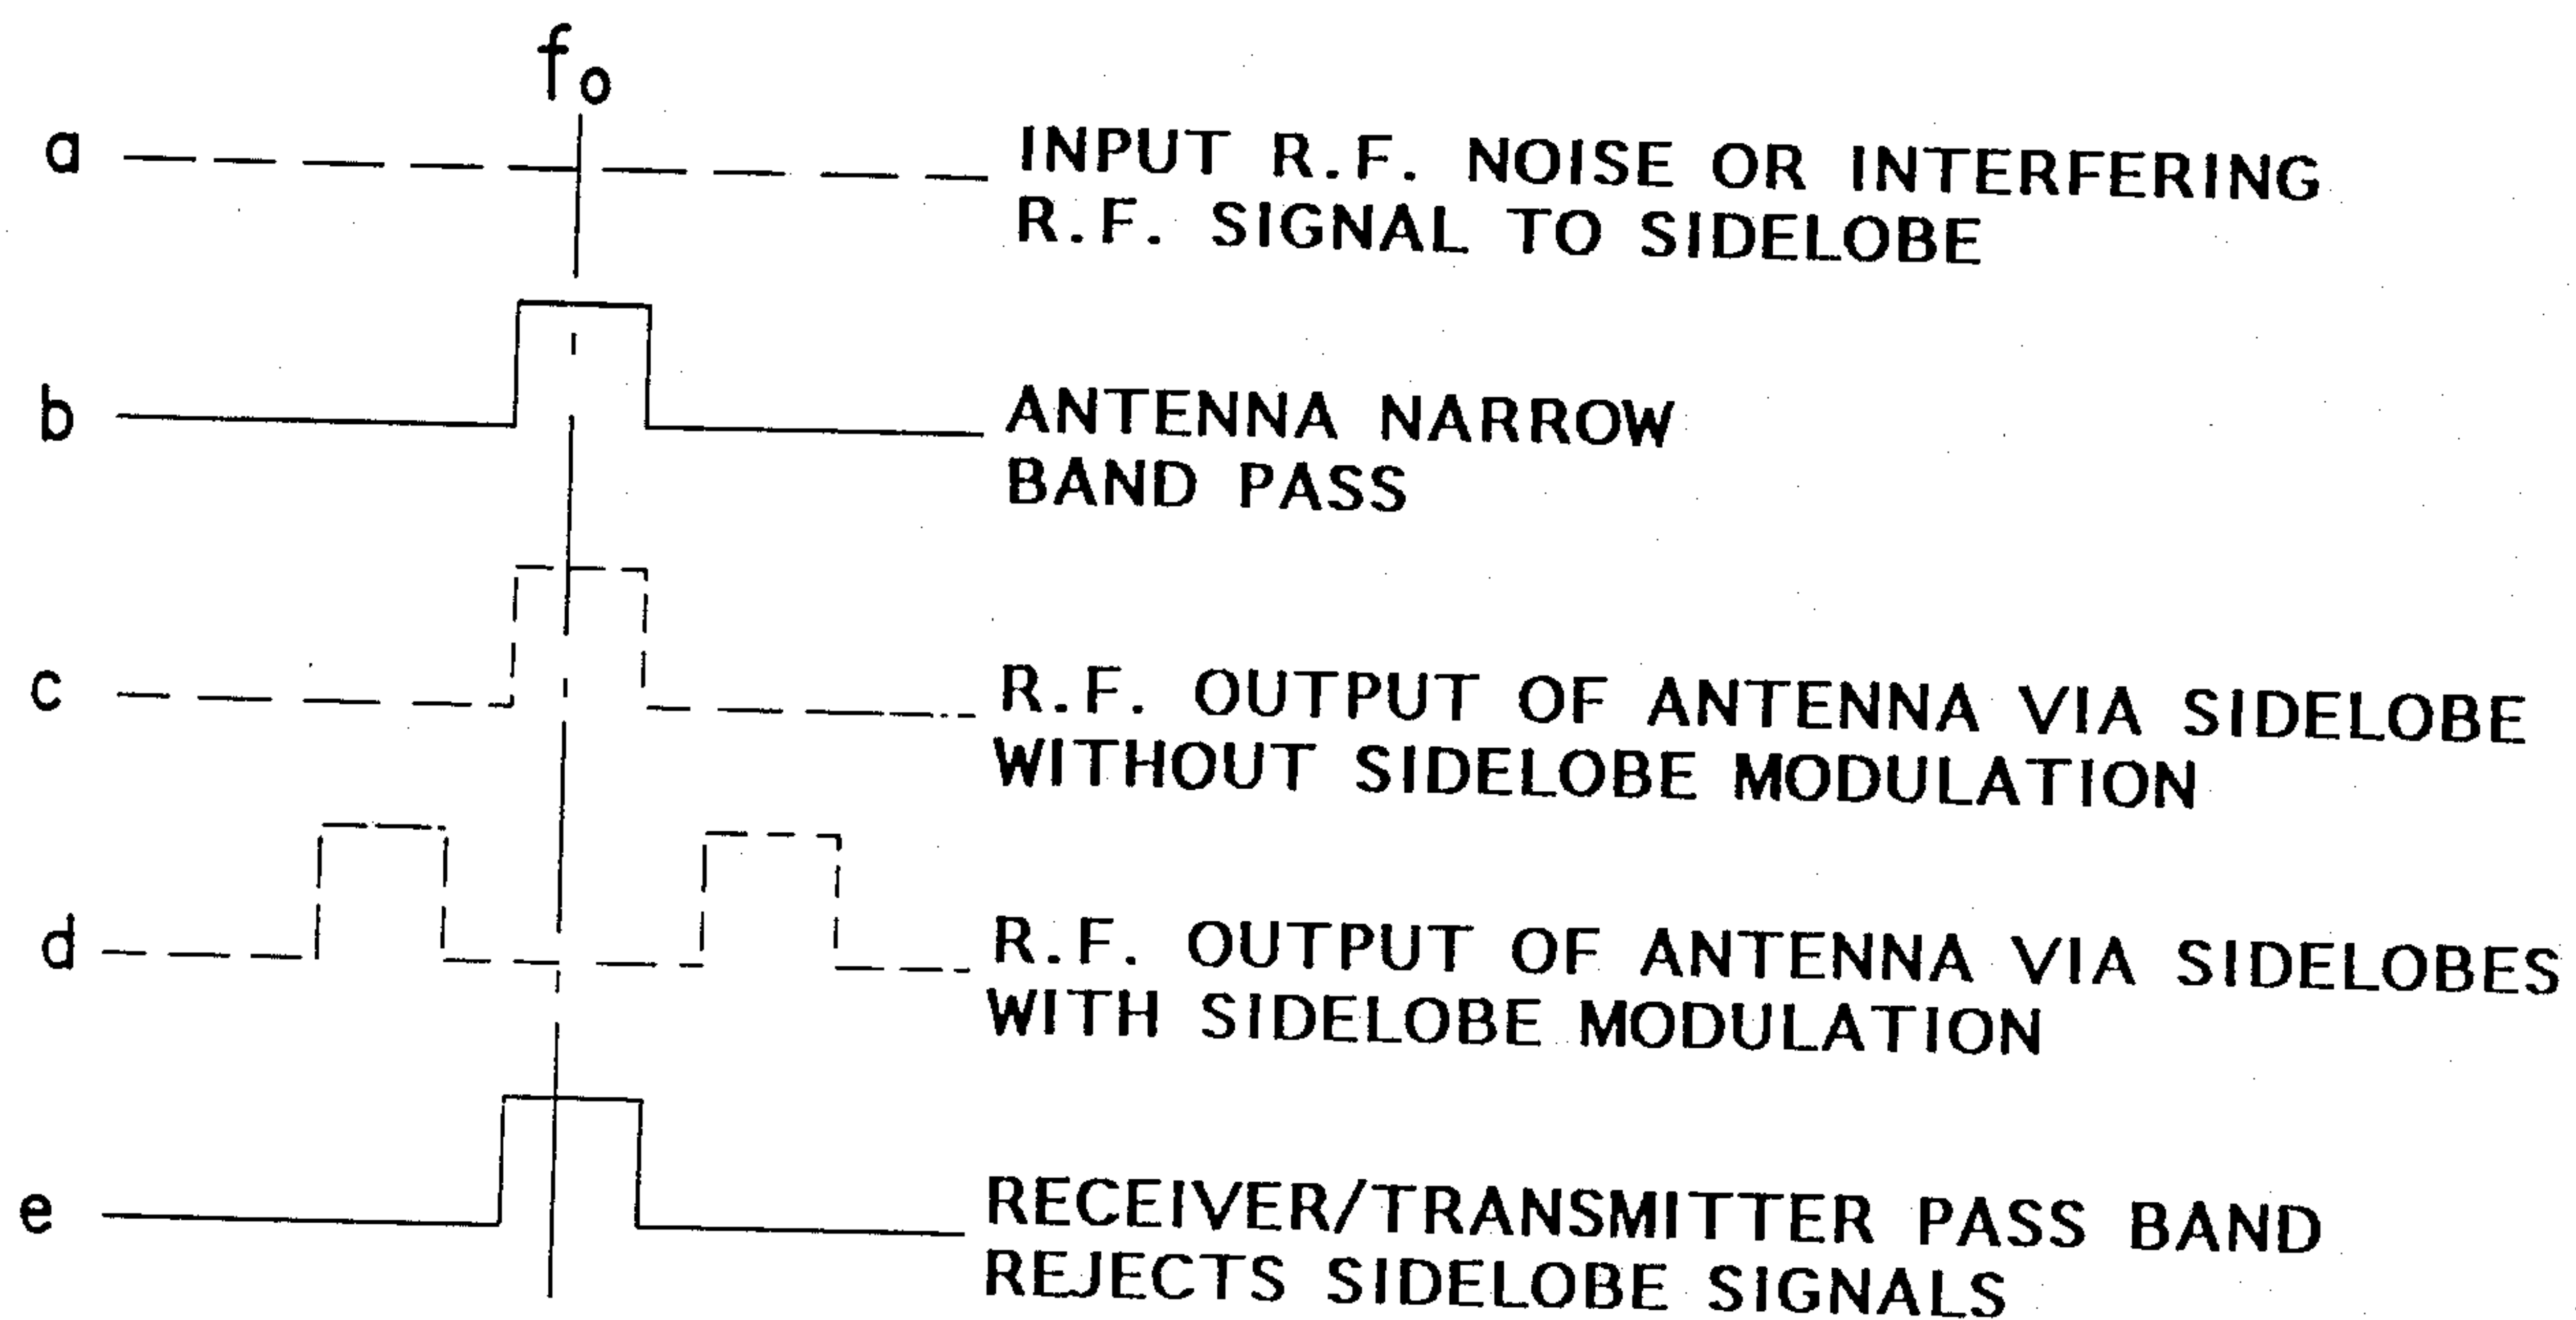 fo
a
INPUT R.F. NOISE OR INTERFERING
R.F. SIGNAL TO SIDELOBE
b
ANTENNA NARROW
BAND PASS
c
R.F. OUTPUT OF ANTENNA VIA SIDELOBE
WITHOUT SIDELOBE MODULATION
d
R.F. OUTPUT OF ANTENNA VIA SIDELOBES
WITH SIDELOBE MODULATION
e
RECEIVER/TRANSMITTER PASS BAND
REJECTS SIDELOBE SIGNALS